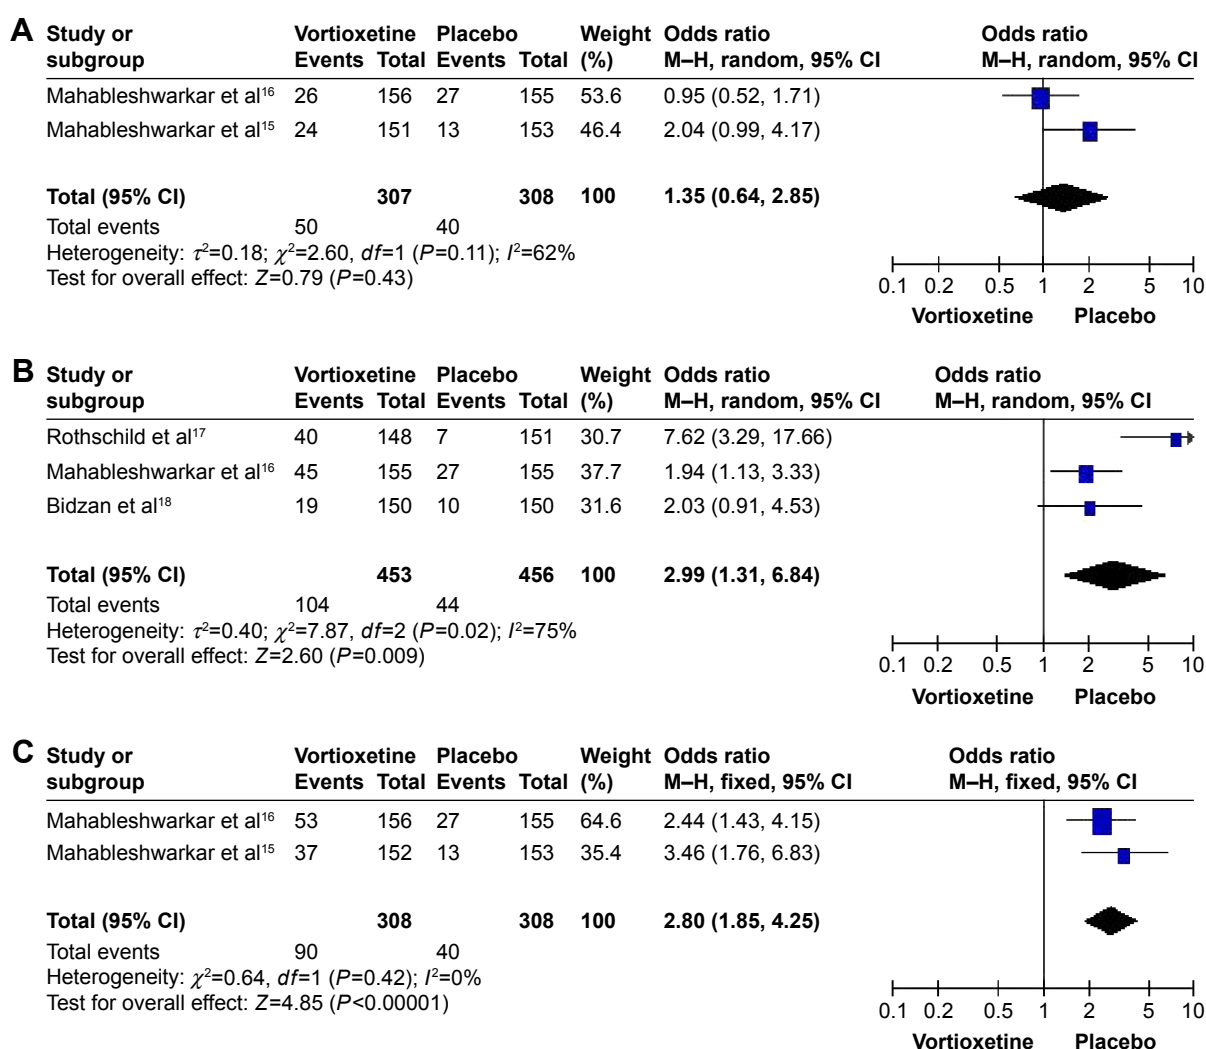 A Study or Vortioxetine Placebo Weight Odds ratio Odds ratio
subgroup Events Total Events Total (%) M–H, random, 95% CI M–H, random, 95% CI
Mahableshwarkar et al¹⁶ 26 156 27 155 53.6 0.95 (0.52, 1.71)
Mahableshwarkar et al¹⁵ 24 151 13 153 46.4 2.04 (0.99, 4.17)
Total (95% CI) 307 308 100 1.35 (0.64, 2.85)
Total events 50 40
Heterogeneity: τ²=0.18; χ²=2.60, df=1 (P=0.11); I²=62%
Test for overall effect: Z=0.79 (P=0.43)
0.1 0.2 0.5 1 2 5 10
Vortioxetine Placebo
B Study or Vortioxetine Placebo Weight Odds ratio Odds ratio
subgroup Events Total Events Total (%) M–H, random, 95% CI M–H, random, 95% CI
Rothschild et al¹⁷ 40 148 7 151 30.7 7.62 (3.29, 17.66)
Mahableshwarkar et al¹⁶ 45 155 27 155 37.7 1.94 (1.13, 3.33)
Bidzan et al¹⁸ 19 150 10 150 31.6 2.03 (0.91, 4.53)
Total (95% CI) 453 456 100 2.99 (1.31, 6.84)
Total events 104 44
Heterogeneity: τ²=0.40; χ²=7.87, df=2 (P=0.02); I²=75%
Test for overall effect: Z=2.60 (P=0.009)
0.1 0.2 0.5 1 2 5 10
Vortioxetine Placebo
C Study or Vortioxetine Placebo Weight Odds ratio Odds ratio
subgroup Events Total Events Total (%) M–H, fixed, 95% CI M–H, fixed, 95% CI
Mahableshwarkar et al¹⁶ 53 156 27 155 64.6 2.44 (1.43, 4.15)
Mahableshwarkar et al¹⁵ 37 152 13 153 35.4 3.46 (1.76, 6.83)
Total (95% CI) 308 308 100 2.80 (1.85, 4.25)
Total events 90 40
Heterogeneity: χ²=0.64, df=1 (P=0.42); I²=0%
Test for overall effect: Z=4.85 (P<0.00001)
0.1 0.2 0.5 1 2 5 10
Vortioxetine Placebo